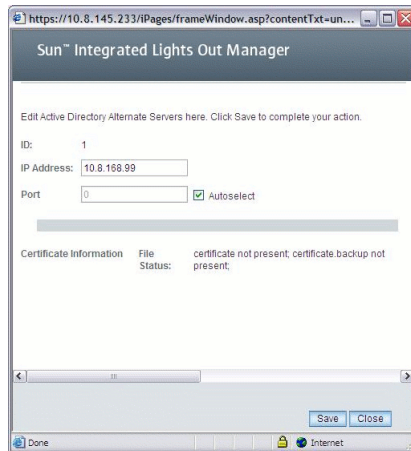 https://10.8.145.233/iPages/frameWindow.asp?contentTxt=un...
Sun™ Integrated Lights Out Manager
Edit Active Directory Alternate Servers here. Click Save to complete your action.
ID: 1
IP Address: 10.8.168.99
Port 0 Autoselect
Certificate Information File Status: certificate not present; certificate.backup not present;
Save Close
Done Internet